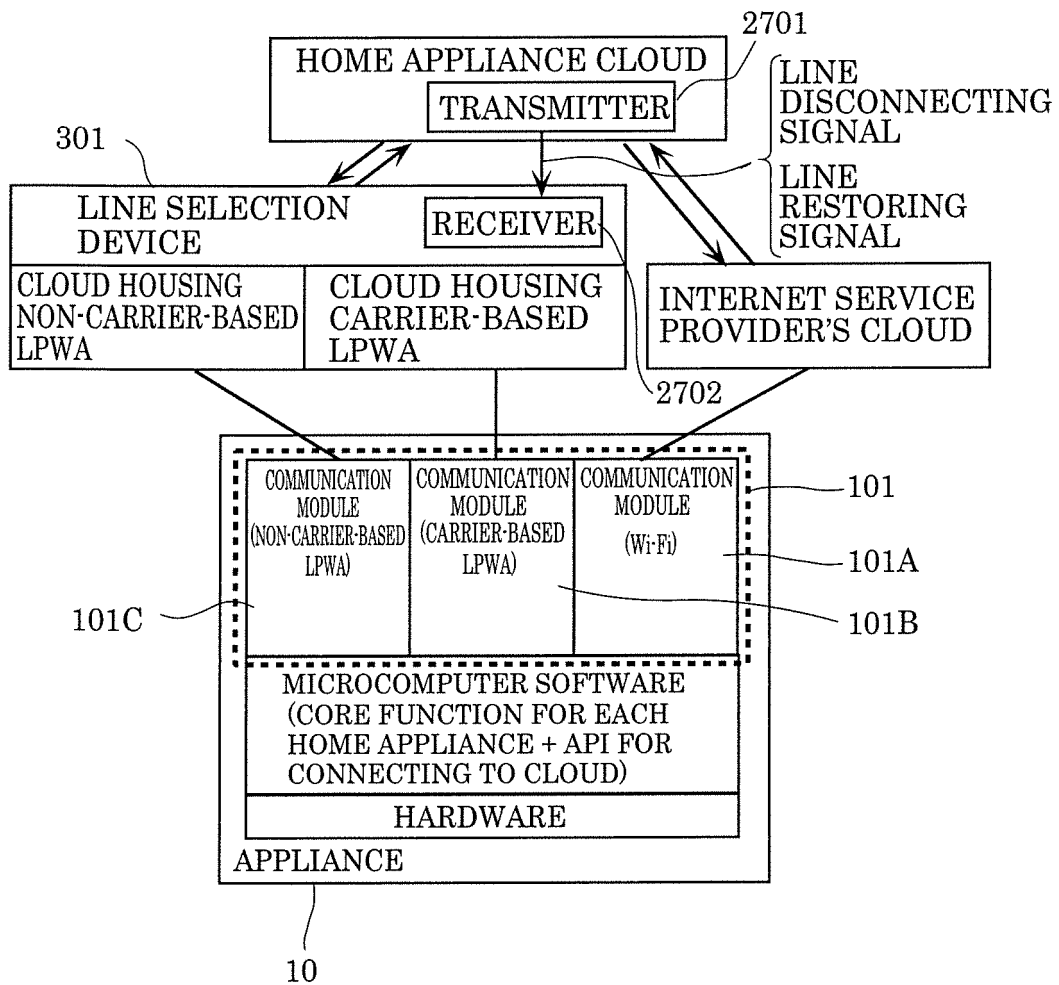 2701
HOME APPLIANCE CLOUD
TRANSMITTER
LINE
DISCONNECTING
SIGNAL
LINE
RESTORING
SIGNAL
301
LINE SELECTION
DEVICE
RECEIVER
CLOUD HOUSING
NON-CARRIER-BASED
LPWA
CLOUD HOUSING
CARRIER-BASED
LPWA
INTERNET SERVICE
PROVIDER'S CLOUD
2702
COMMUNICATION
MODULE
(NON-CARRIER-BASED
LPWA)
COMMUNICATION
MODULE
(CARRIER-BASED
LPWA)
COMMUNICATION
MODULE
(Wi-Fi)
101
101A
101B
101C
MICROCOMPUTER SOFTWARE
(CORE FUNCTION FOR EACH
HOME APPLIANCE + API FOR
CONNECTING TO CLOUD)
HARDWARE
APPLIANCE
10